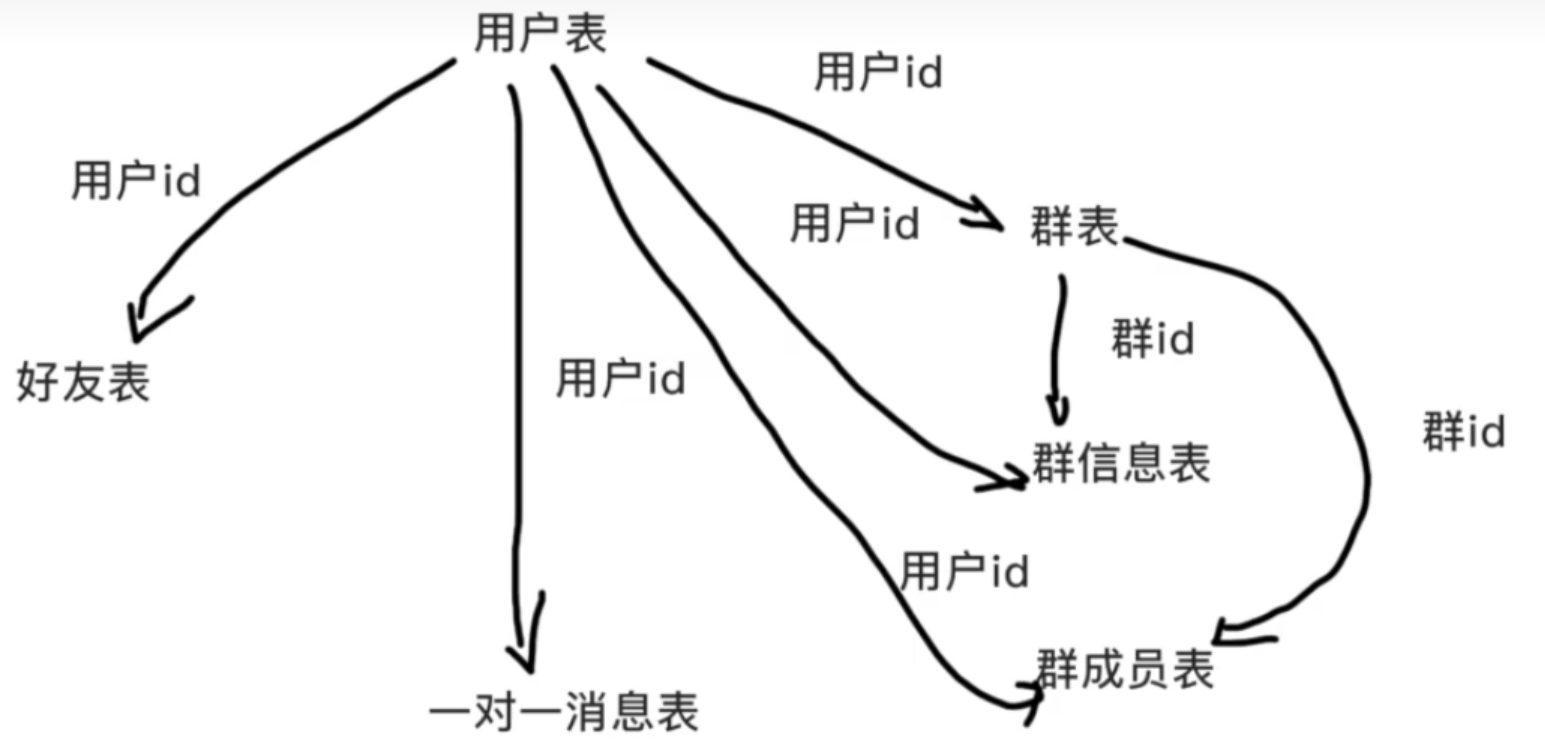 用户表
用户id
用户id
用户id
群表
群id
用户id
好友表
群id
群信息表
用户id
群成员表
一对一消息表